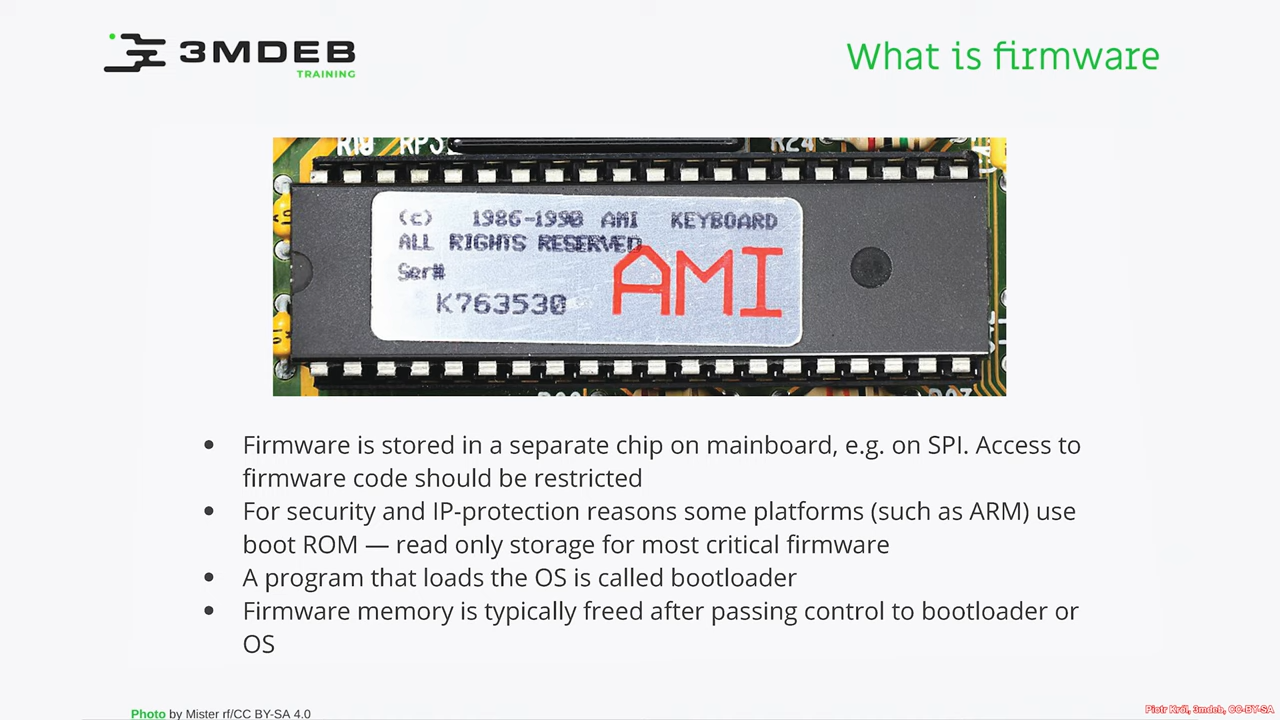 3MDEB
TRAINING
What is firmware
(c) 1986-1990 AMI KEYBOARD
ALL RIGHTS RESERVED
Ser#
K763530
AMI
R24
Firmware is stored in a separate chip on mainboard, e.g. on SPI. Access to
firmware code should be restricted
For security and IP-protection reasons some platforms (such as ARM) use
boot ROM — read only storage for most critical firmware
A program that loads the OS is called bootloader
Firmware memory is typically freed after passing control to bootloader or
OS
Photo by Mister rf/CC BY-SA 4.0
Piotr Król, 3mdeb, CC-BY-SA